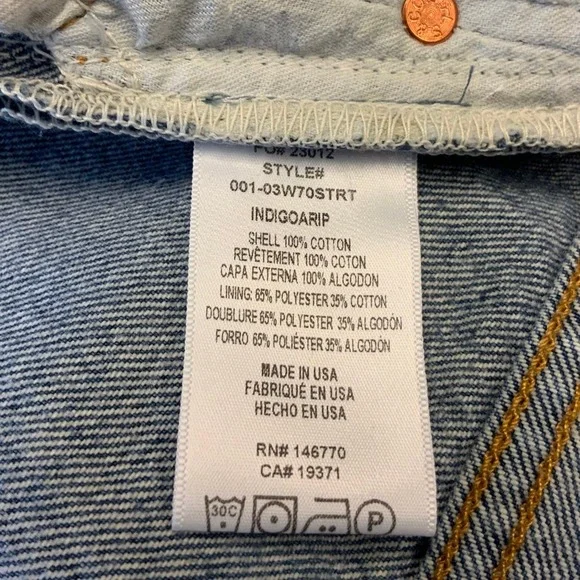 PO# 23012
STYLE#
001-03W70STRT
INDIGOARIP
SHELL 100% COTTON
REVÊTEMENT 100% COTON
CAPA EXTERNA 100% ALGODON
LINING: 65% POLYESTER 35% COTTON
DOUBLURE 65% POLYESTER 35% ALGODÓN
FORRO 65% POLIÉSTER 35% ALGODÓN
MADE IN USA
FABRIQUÉ EN USA
HECHO EN USA
RN# 146770
CA# 19371
30C P